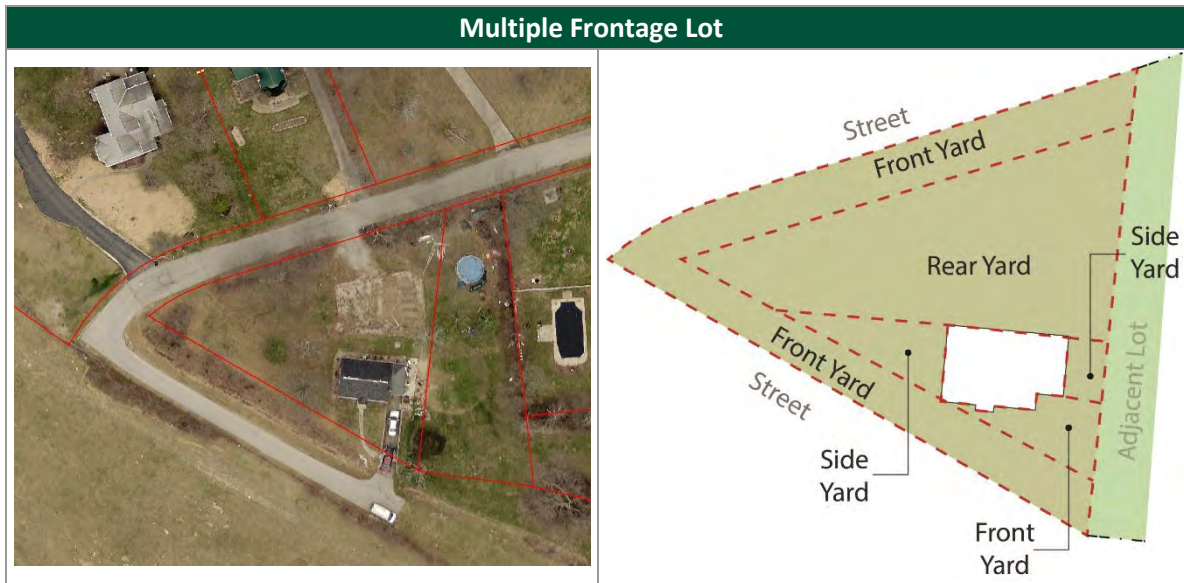 Multiple Frontage Lot
Street
Front Yard
Side
Yard
Rear Yard
Front Yard
Street
Adjacent Lot
Side
Yard
Front
Yard